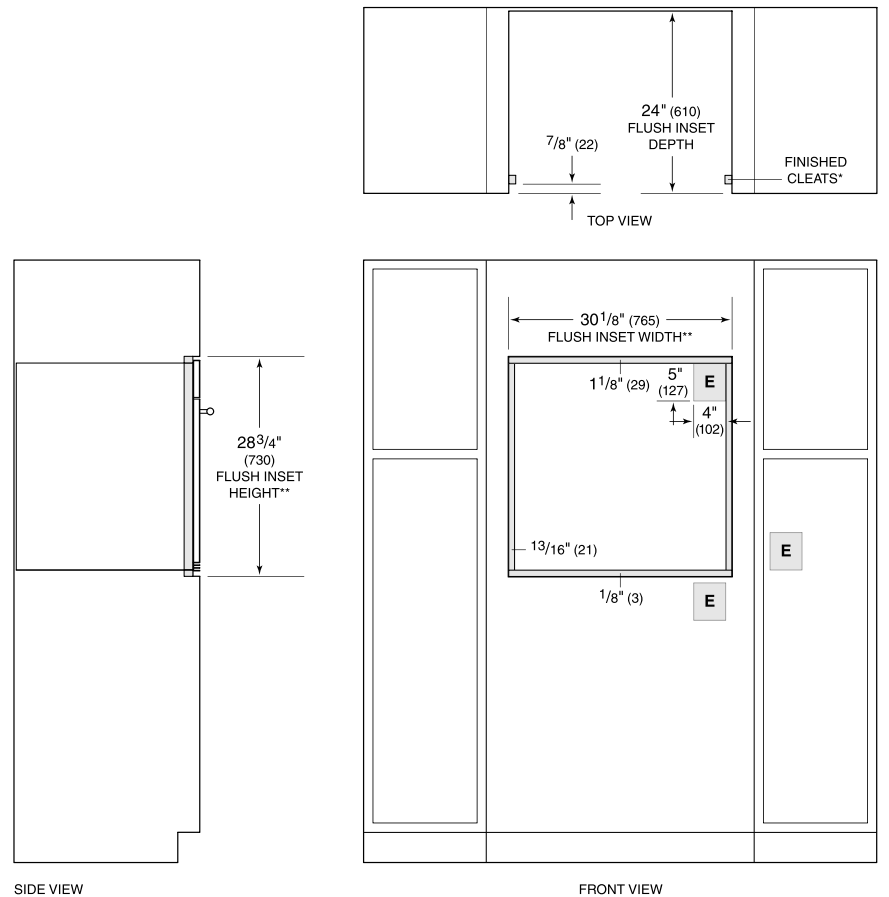 24" (610)
FLUSH INSET
DEPTH
7/8" (22)
FINISHED
CLEATS*
TOP VIEW
30 1/8" (765)
FLUSH INSET WIDTH**
1 1/8" (29)
5"
(127)
E
4"
(102)
28 3/4"
(730)
FLUSH INSET
HEIGHT**
13/16" (21)
E
1/8" (3)
E
SIDE VIEW
FRONT VIEW